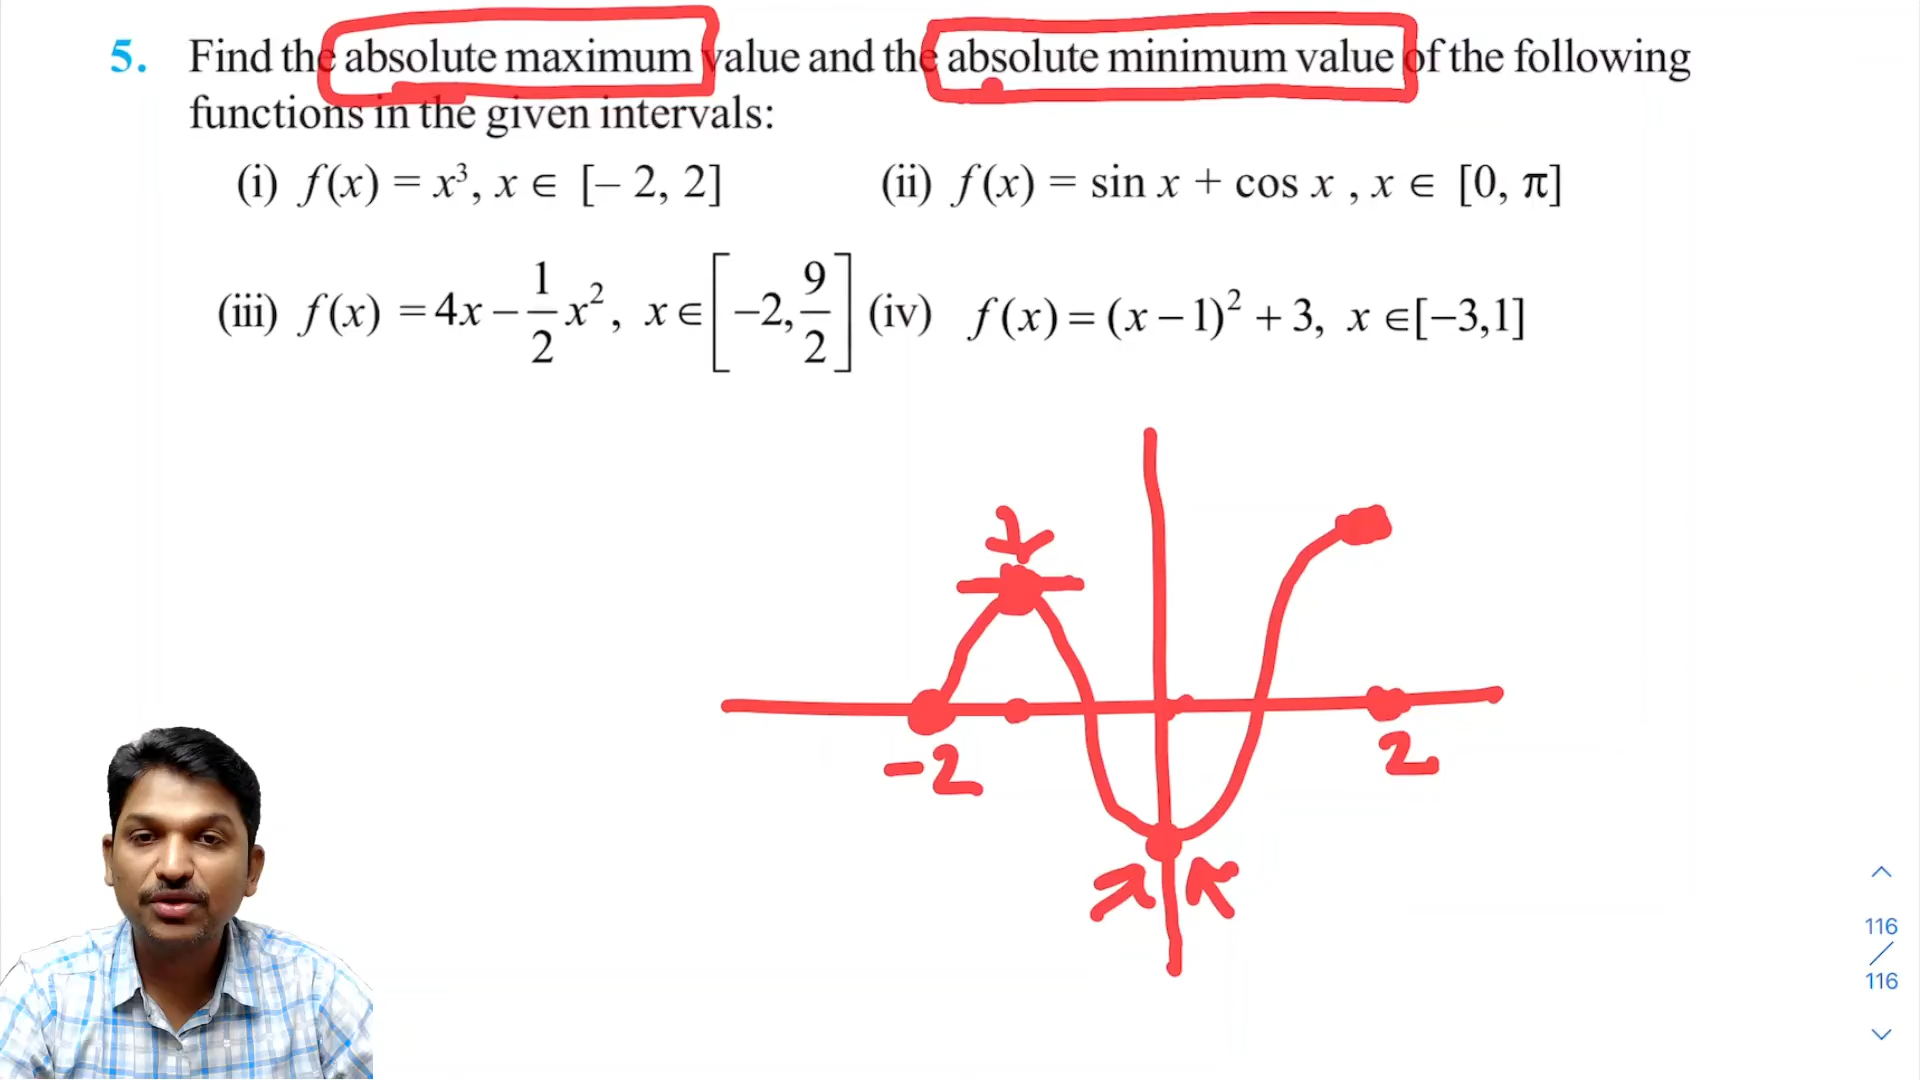 5. Find the absolute maximum value and the absolute minimum value of the following
functions in the given intervals:
(i) f(x) = x³, x ∈ [– 2, 2] (ii) f(x) = sin x + cos x , x ∈ [0, π]
(iii) f(x) = 4x − 1/2 x², x ∈ [−2, 9/2] (iv) f(x) = (x − 1)² + 3, x ∈ [−3, 1]
-2 2
116
/
116